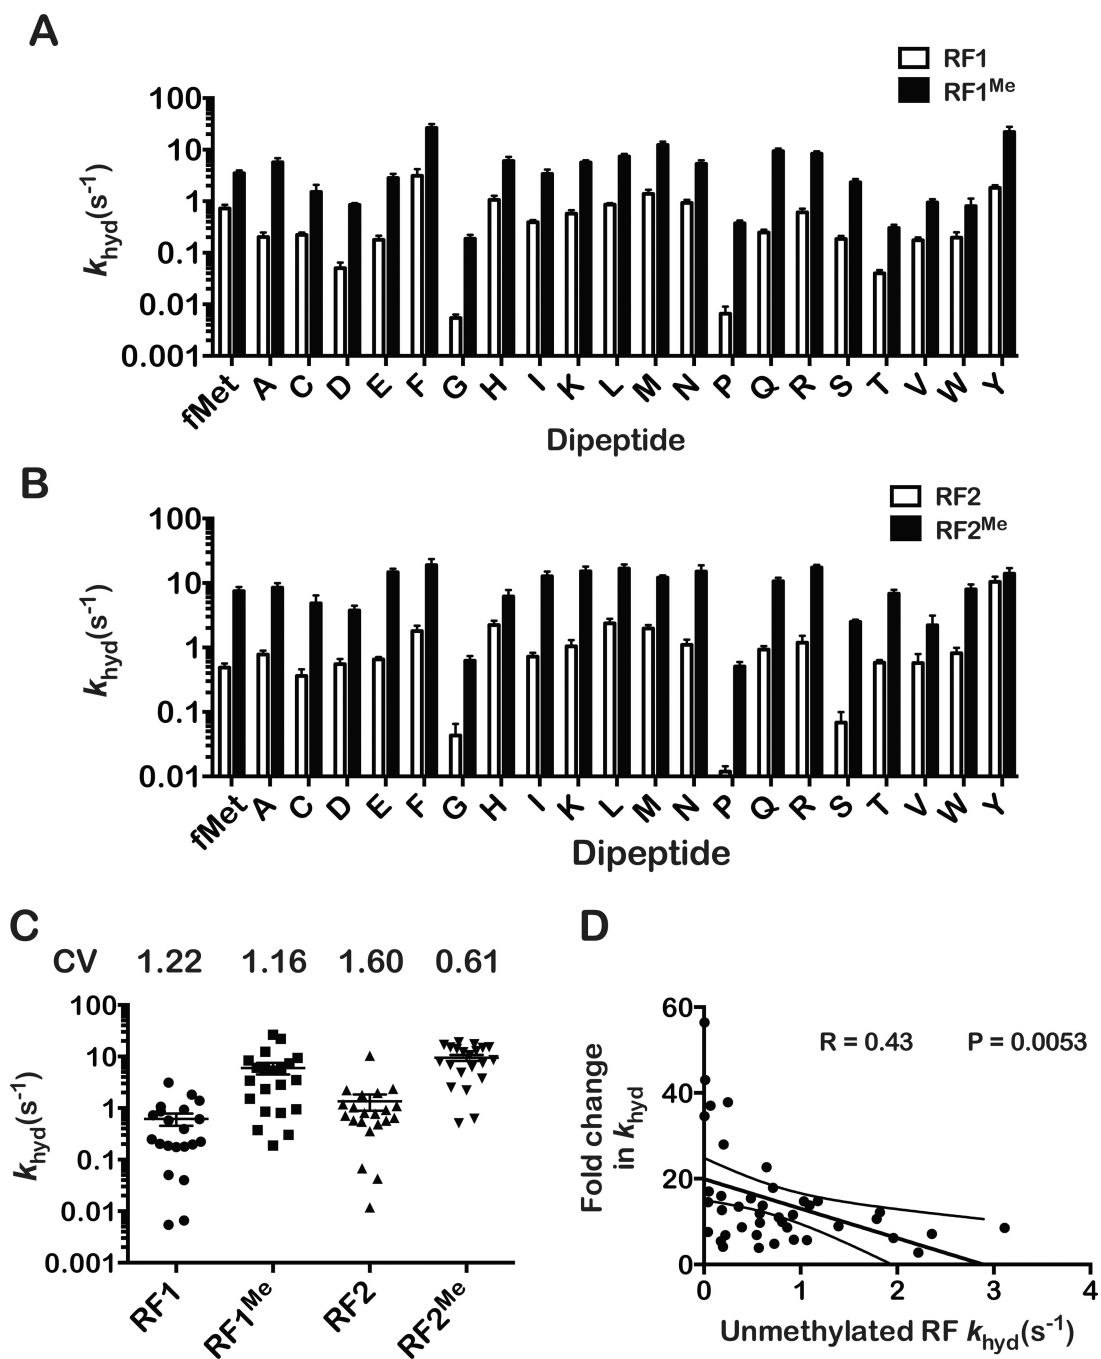 A
RF1
RF1Me
100
10
1
0.1
0.01
0.001
khyd(s-1)
fMet A C D E F G H I K L M N P Q R S T V W Y
Dipeptide
B
RF2
RF2Me
100
10
1
0.1
0.01
khyd(s-1)
fMet A C D E F G H I K L M N P Q R S T V W Y
Dipeptide
C
CV 1.22 1.16 1.60 0.61
100
10
1
0.1
0.01
0.001
khyd(s-1)
RF1 RF1Me RF2 RF2Me
D
R = 0.43 P = 0.0053
60
40
20
0
Fold change
in khyd
0 1 2 3 4
Unmethylated RF khyd(s-1)